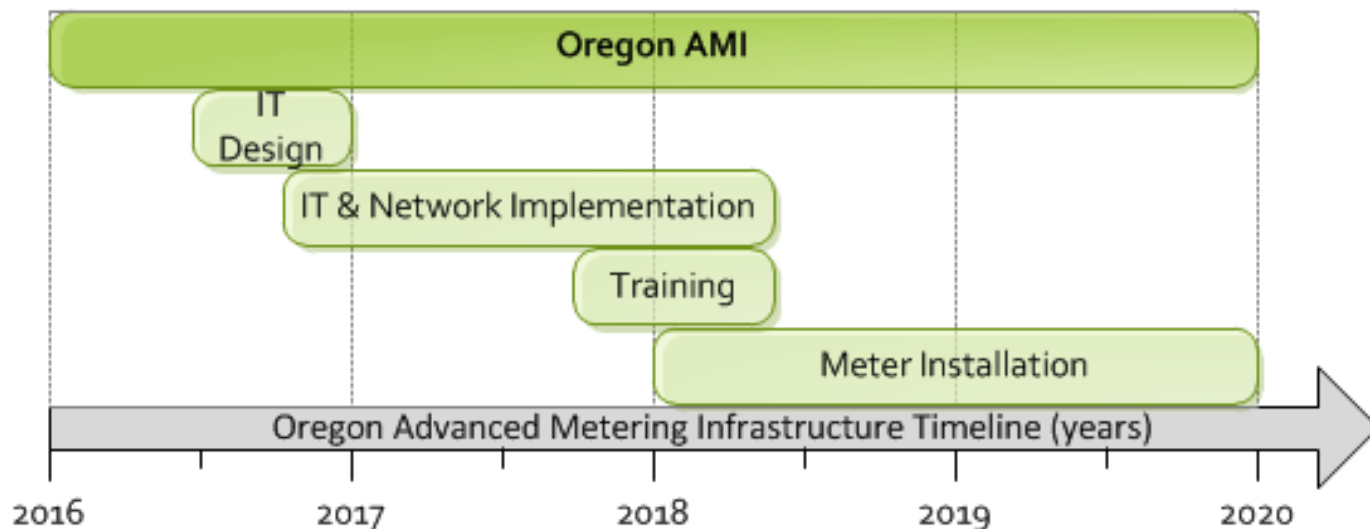 Oregon AMI
IT
Design
IT & Network Implementation
Training
Meter Installation
Oregon Advanced Metering Infrastructure Timeline (years)
2016 2017 2018 2019 2020